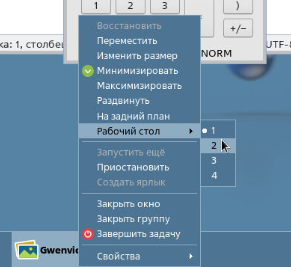 1 2 3 )
+/-
ка: 1, столбе
NORM
UTF-
Восстановить
Переместить
Изменить размер
Минимизировать
Максимизировать
Раздвинуть
На задний план
Рабочий стол
1
2
3
4
Запустить ещё
Приостановить
Создать ярлык
Закрыть окно
Закрыть группу
Завершить задачу
Свойства
Gwenvie